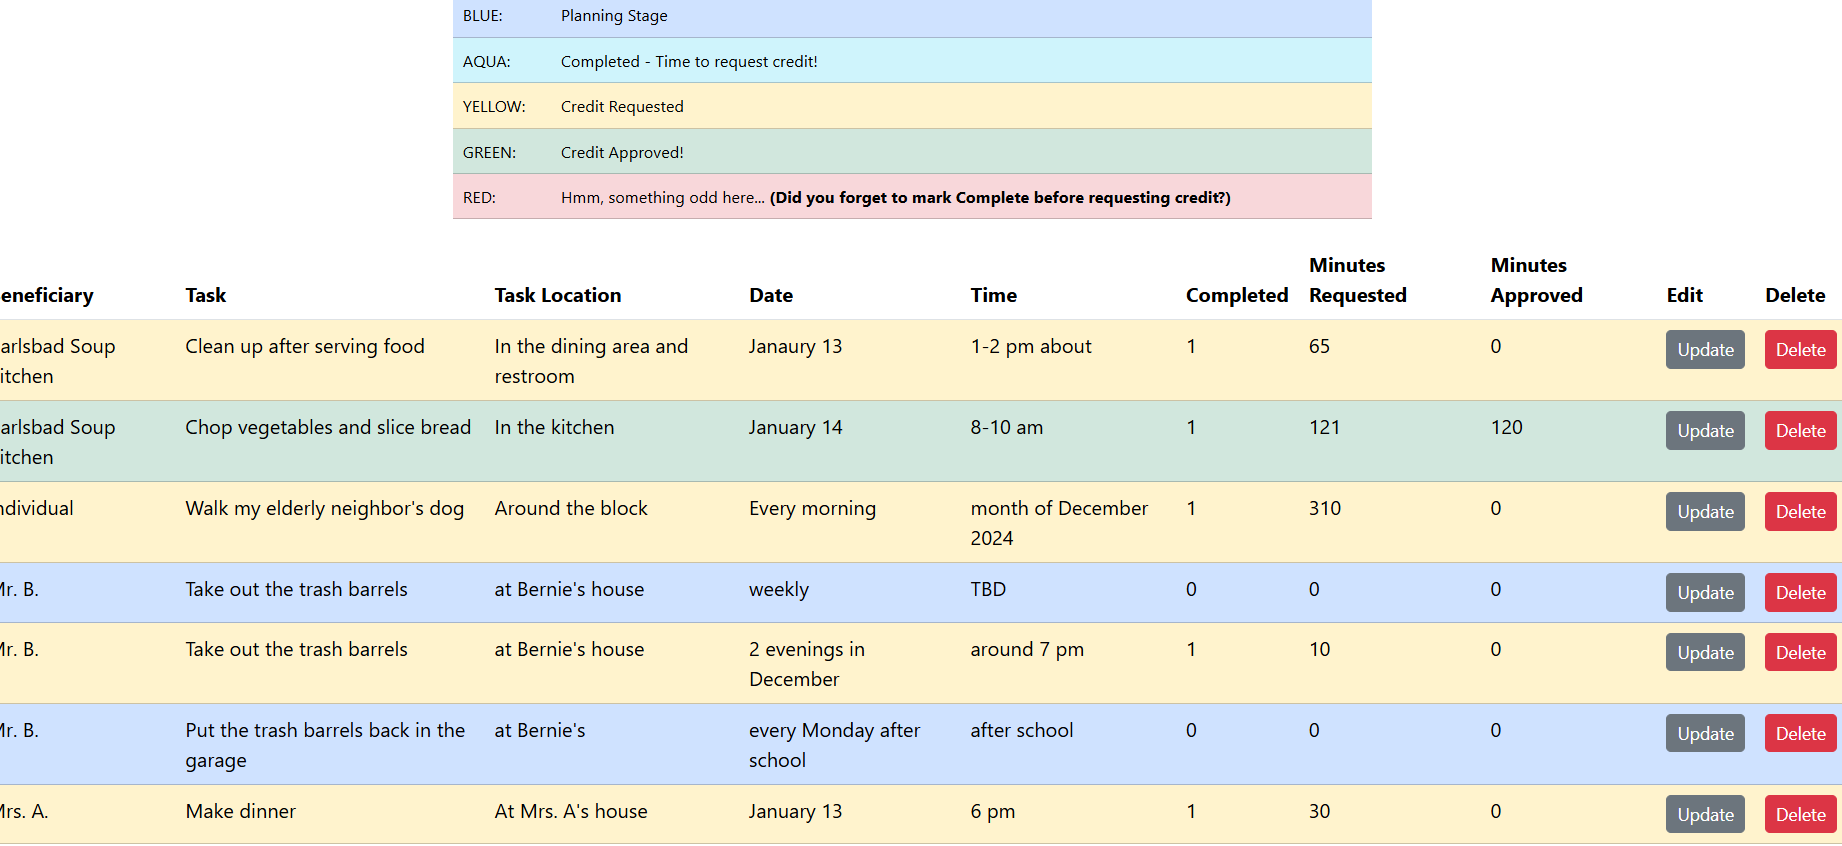 BLUE: Planning Stage
AQUA: Completed - Time to request credit!
YELLOW: Credit Requested
GREEN: Credit Approved!
RED: Hmm, something odd here... (Did you forget to mark Complete before requesting credit?)
eneficiary Task Task Location Date Time Completed Minutes Requested Minutes Approved Edit Delete
arlsbad Soup Clean up after serving food In the dining area and Janaury 13 1-2 pm about 1 65 0 Update Delete
itchen restroom
arlsbad Soup Chop vegetables and slice bread In the kitchen January 14 8-10 am 1 121 120 Update Delete
itchen
ndividual Walk my elderly neighbor's dog Around the block Every morning month of December 1 310 0 Update Delete
2024
Mr. B. Take out the trash barrels at Bernie's house weekly TBD 0 0 0 Update Delete
Mr. B. Take out the trash barrels at Bernie's house 2 evenings in around 7 pm 1 10 0 Update Delete
December
Mr. B. Put the trash barrels back in the at Bernie's every Monday after after school 0 0 0 Update Delete
garage school
Mrs. A. Make dinner At Mrs. A's house January 13 6 pm 1 30 0 Update Delete